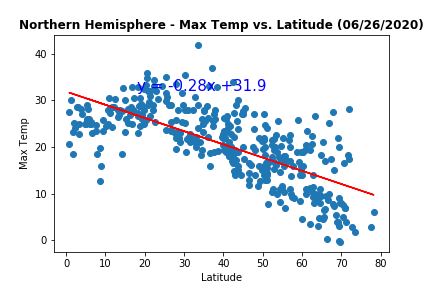 Northern Hemisphere - Max Temp vs. Latitude (06/26/2020)
40
y = -0.28x +31.9
30
Max Temp
20
10
0
0 10 20 30 40 50 60 70 80
Latitude